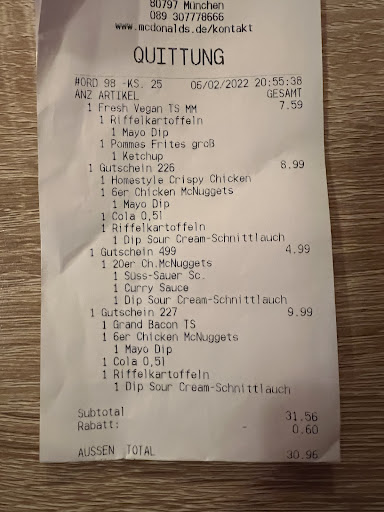 80797 München
089 307778666
www.mcdonalds.de/kontakt
QUITTUNG
#ORD 98 -KS. 25 06/02/2022 20:55:38
ANZ ARTIKEL GESAMT
1 Fresh Vegan TS MM 7.59
1 Riffelkartoffeln
1 Mayo Dip
1 Pommes Frites groß
1 Ketchup
1 Gutschein 226 8.99
1 Homestyle Crispy Chicken
1 6er Chicken McNuggets
1 Mayo Dip
1 Cola 0,5l
1 Riffelkartoffeln
1 Dip Sour Cream-Schnittlauch
1 Gutschein 499 4.99
1 20er Ch.McNuggets
1 Süss-Sauer Sc.
1 Curry Sauce
1 Dip Sour Cream-Schnittlauch
1 Gutschein 227 9.99
1 Grand Bacon TS
1 6er Chicken McNuggets
1 Mayo Dip
1 Cola 0,5l
1 Riffelkartoffeln
1 Dip Sour Cream-Schnittlauch
Subtotal 31.56
Rabatt: - 0.60
AUSSEN TOTAL 30.96